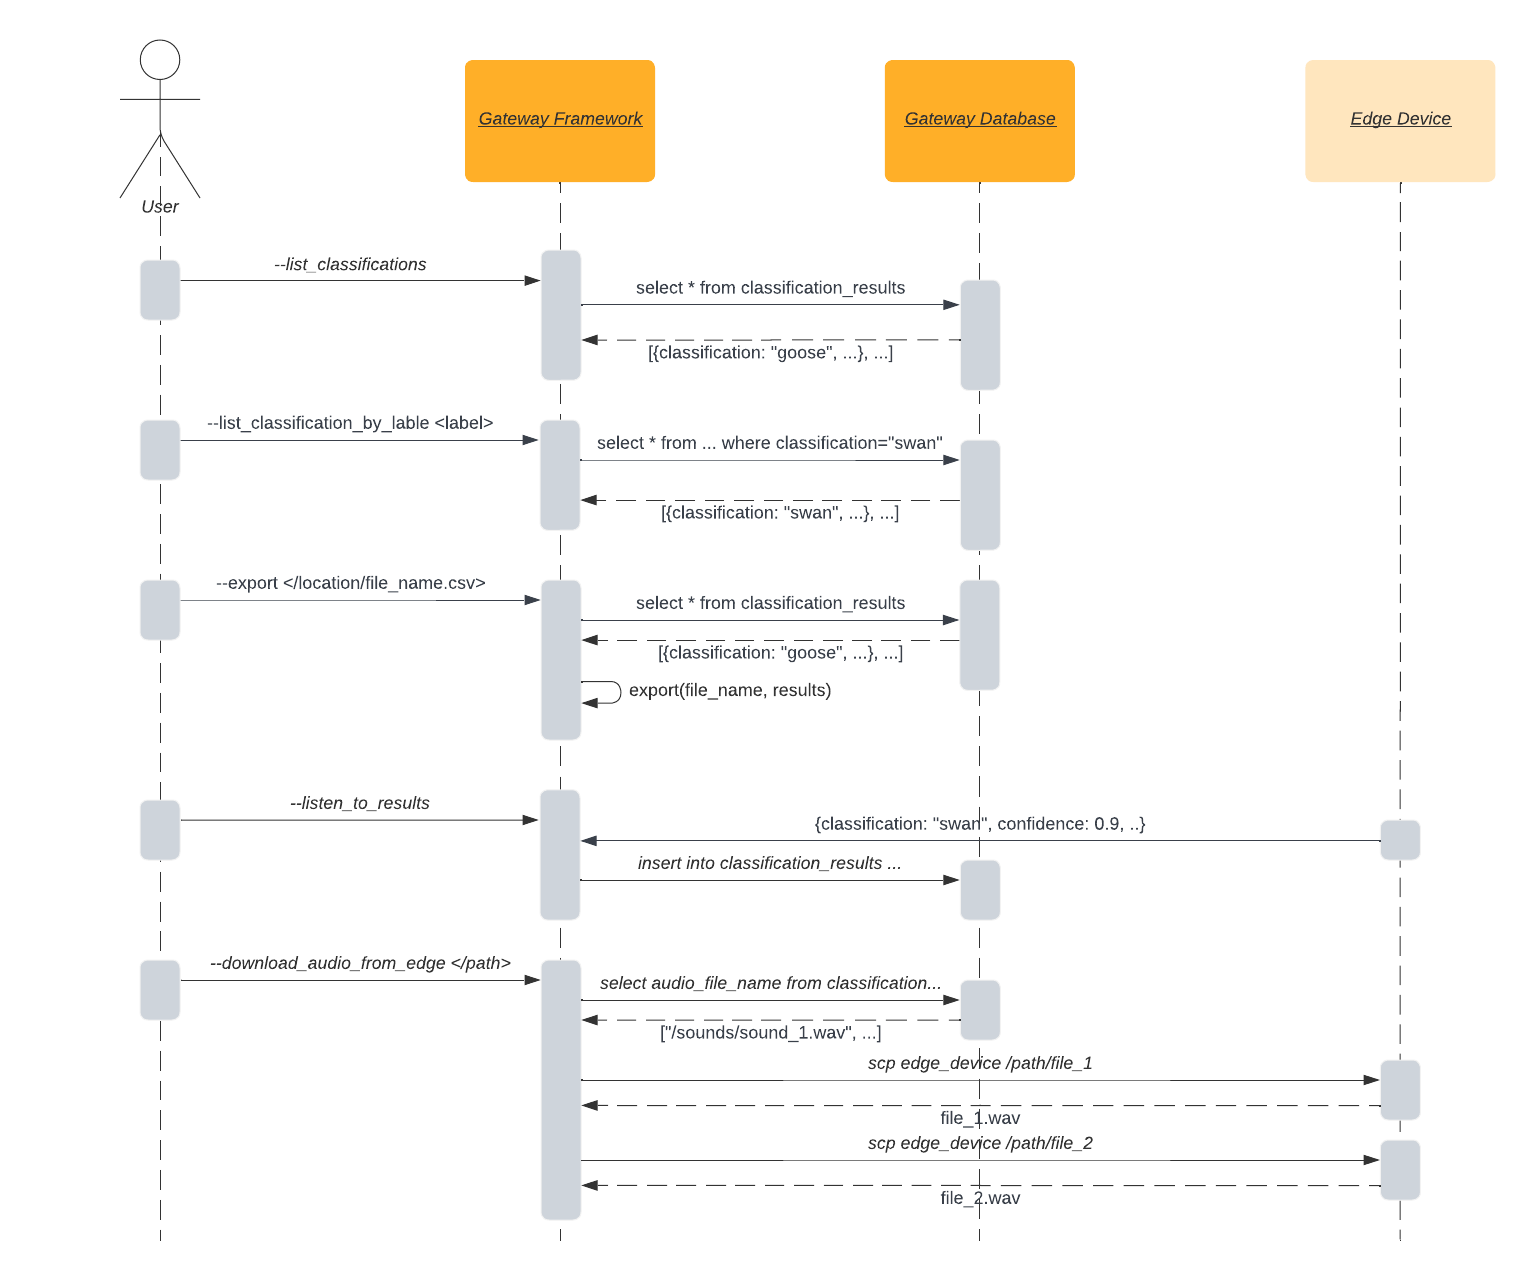 Gateway Framework
Gateway Database
Edge Device
User
--list_classifications
select * from classification_results
[{classification: "goose", ...}, ...]
--list_classification_by_lable <label>
select * from ... where classification="swan"
[{classification: "swan", ...}, ...]
--export </location/file_name.csv>
select * from classification_results
[{classification: "goose", ...}, ...]
export(file_name, results)
--listen_to_results
{classification: "swan", confidence: 0.9, ..}
insert into classification_results ...
--download_audio_from_edge </path>
select audio_file_name from classification...
["/sounds/sound_1.wav", ...]
scp edge_device /path/file_1
file_1.wav
scp edge_device /path/file_2
file_2.wav